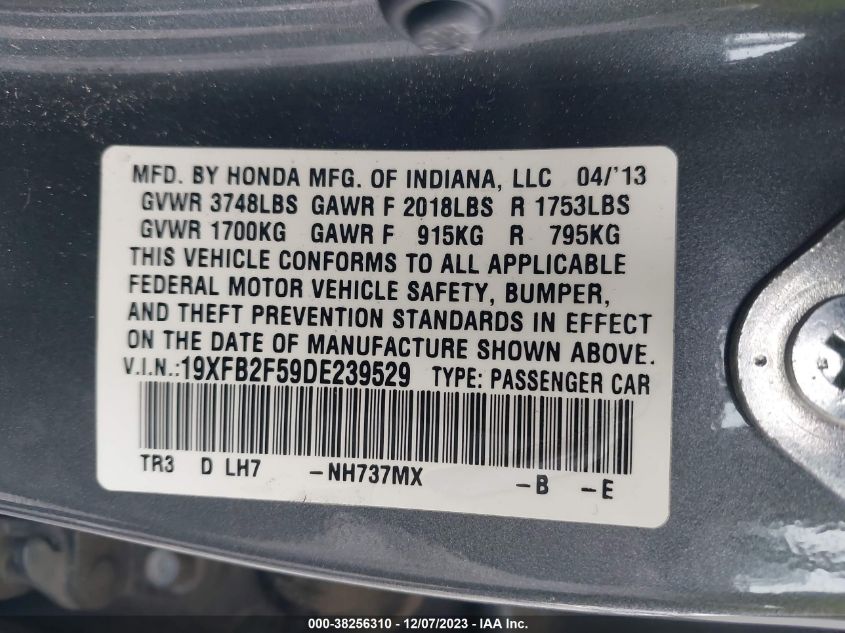 MFD. BY HONDA MFG. OF INDIANA, LLC 04/'13
GVWR 3748LBS GAWR F 2018LBS R 1753LBS
GVWR 1700KG GAWR F 915KG R 795KG
THIS VEHICLE CONFORMS TO ALL APPLICABLE
FEDERAL MOTOR VEHICLE SAFETY, BUMPER,
AND THEFT PREVENTION STANDARDS IN EFFECT
ON THE DATE OF MANUFACTURE SHOWN ABOVE.
V.I.N.:19XFB2F59DE239529 TYPE: PASSENGER CAR
TR3 D LH7 -NH737MX -B -E
000-38256310 - 12/07/2023 - IAA Inc.